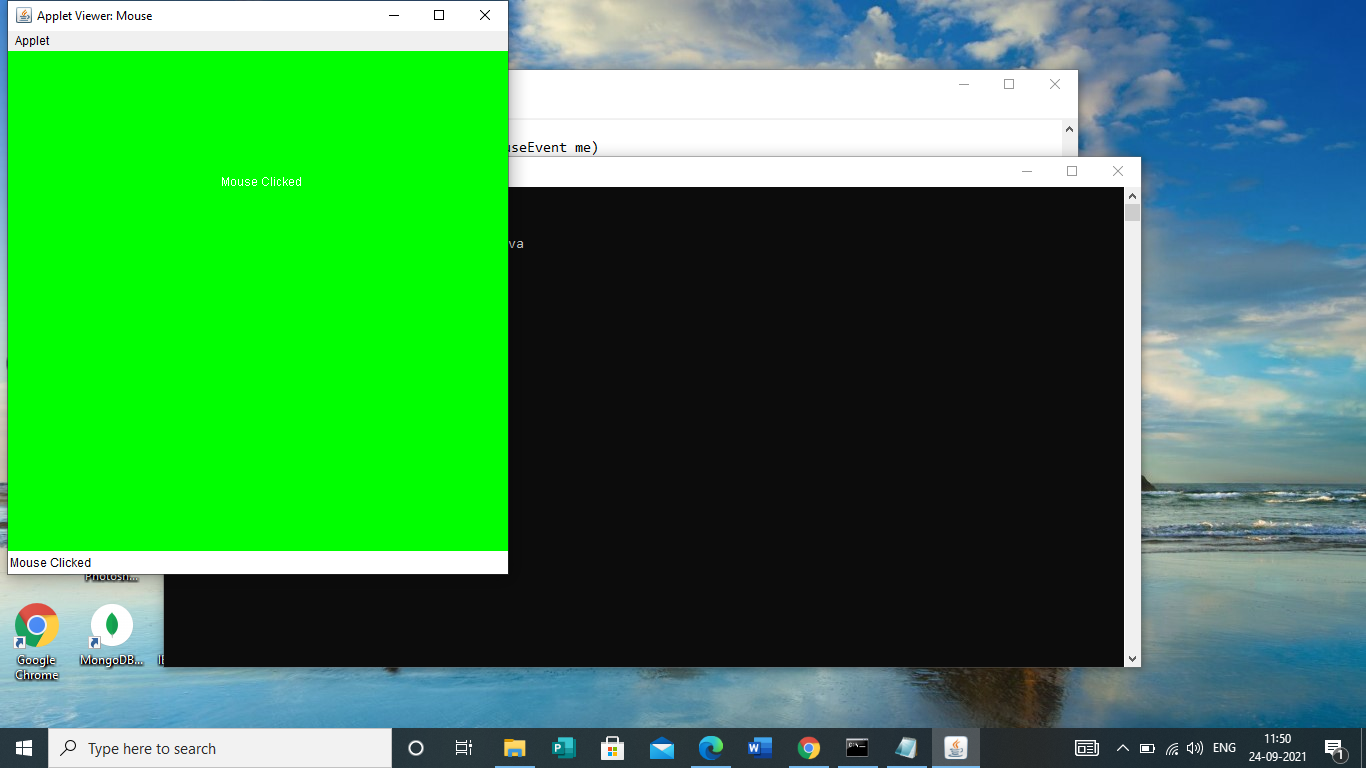 Applet Viewer: Mouse
Applet
Mouse Clicked
Mouse Clicked
useEvent me)
va
Photosh...
Google
Chrome
MongoDB...
Type here to search
ENG
11:50
24-09-2021
1